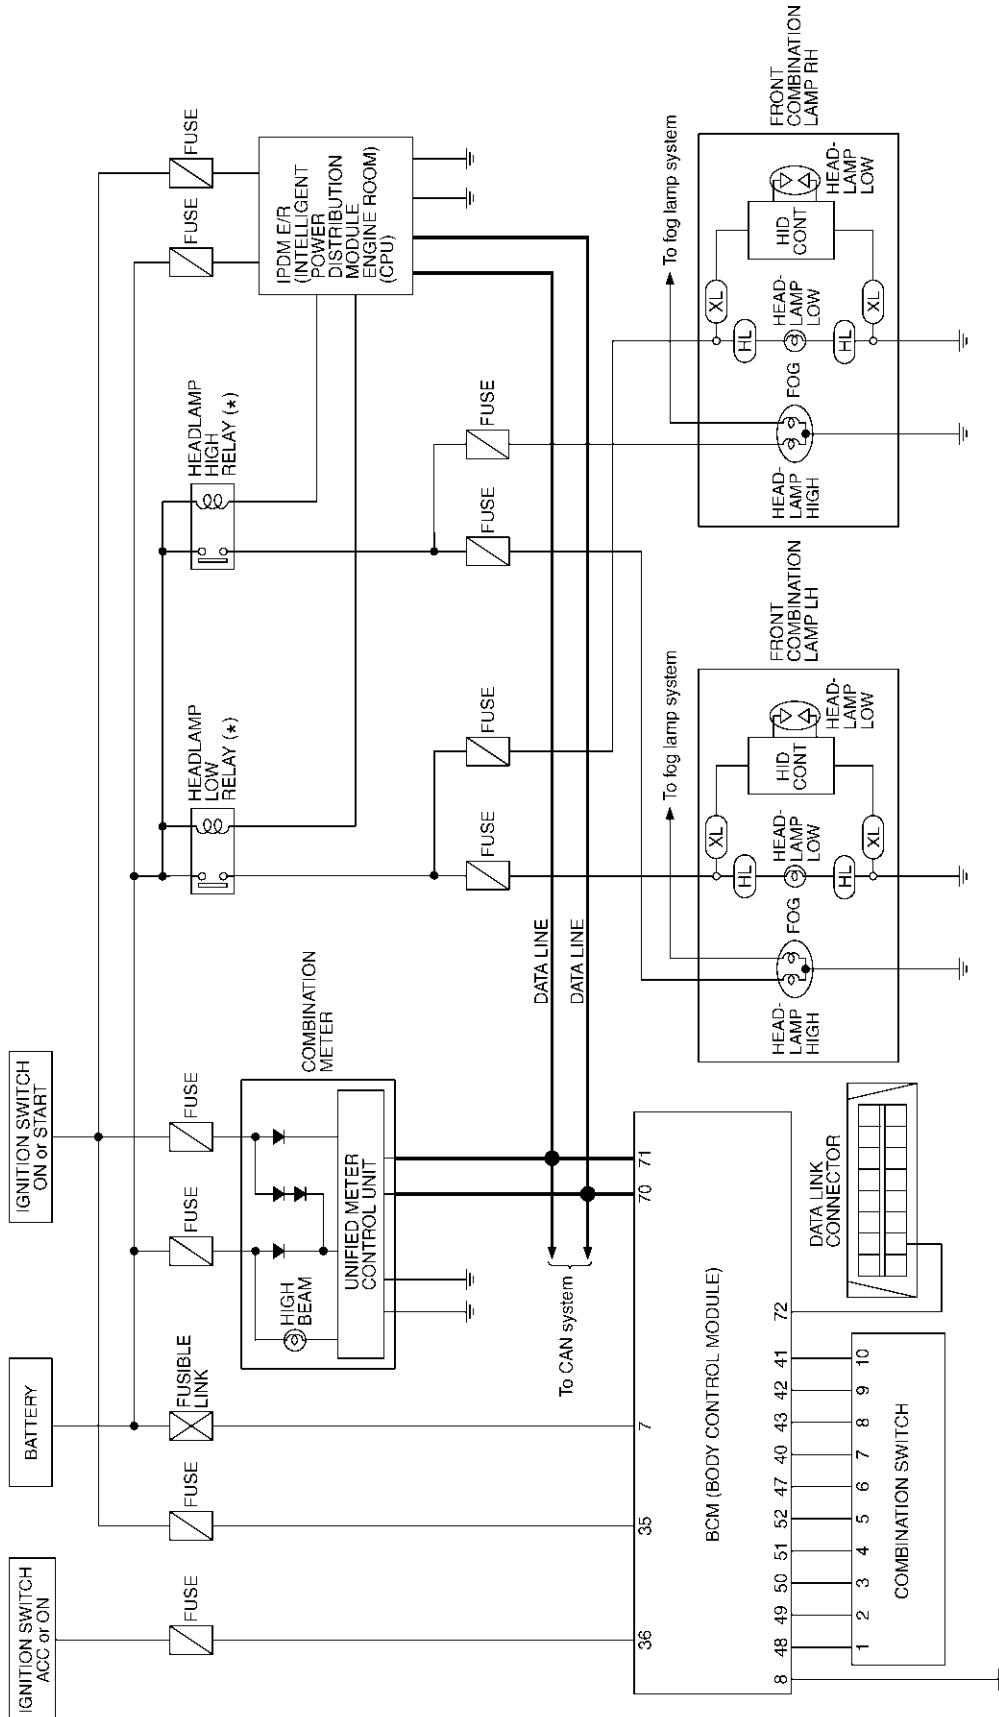 IGNITION SWITCH
ACC or ON
BATTERY
IGNITION SWITCH
ON or START
FUSE
FUSE
FUSIBLE
LINK
FUSE
FUSE
FUSE
FUSE
COMBINATION
METER
HIGH
BEAM
UNIFIED METER
CONTROL UNIT
HEADLAMP
LOW
RELAY (*)
HEADLAMP
HIGH
RELAY (*)
IPDM E/R
(INTELLIGENT
POWER
DISTRIBUTION
MODULE
ENGINE ROOM)
(CPU)
FUSE
FUSE
FUSE
FUSE
DATA LINE
DATA LINE
To CAN system
36
35
7
70
71
BCM (BODY CONTROL MODULE)
8
48
49
50
51
52
47
40
43
42
41
72
1
2
3
4
5
6
7
8
9
10
COMBINATION SWITCH
DATA LINK
CONNECTOR
To fog lamp system
HEAD-
LAMP
HIGH
FOG
HL
HEAD-
LAMP
LOW
HL
XL
XL
HID
CONT
HEAD-
LAMP
LOW
FRONT
COMBINATION
LAMP LH
To fog lamp system
HEAD-
LAMP
HIGH
FOG
HL
HEAD-
LAMP
LOW
HL
XL
XL
HID
CONT
HEAD-
LAMP
LOW
FRONT
COMBINATION
LAMP RH